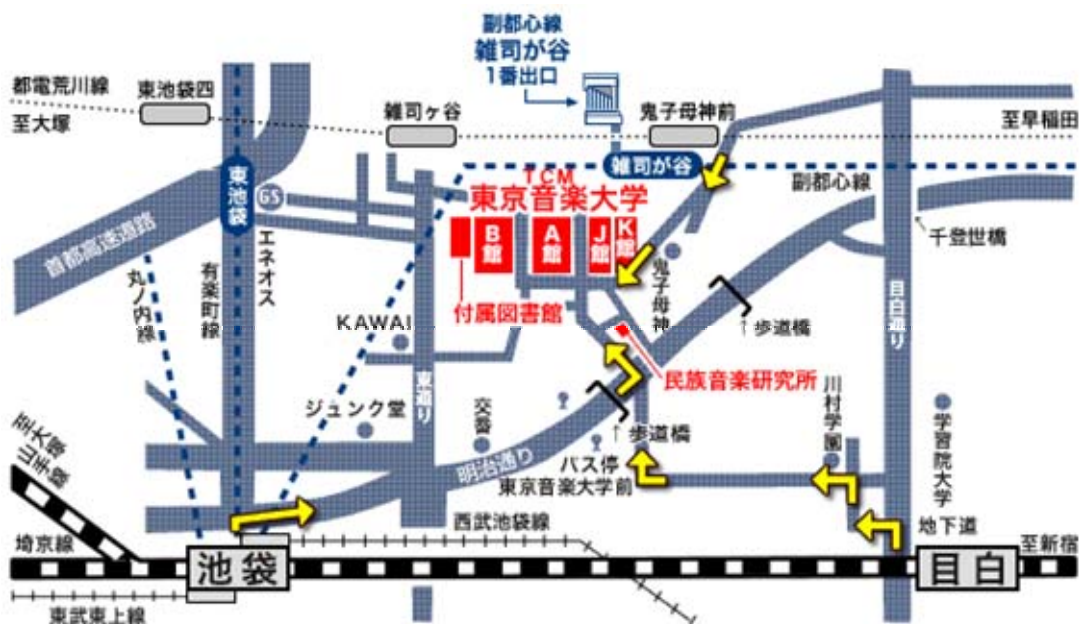 副都心線
雑司が谷
1番出口
都電荒川線
東池袋四
至大塚
雑司ヶ谷
鬼子母神前
至早稲田
雑司が谷
副都心線
TCM
東京音楽大学
B館
A館
J館
K館
付属図書館
東池袋
GS
エネオス
首都高速道路
丸ノ内線
有楽町線
鬼子母神
千登世橋
目白通り
KAWAI
↑歩道橋
民族音楽研究所
東通り
ジュンク堂
交番
↑歩道橋
川村学園
学習院大学
明治通り
バス停
東京音楽大学前
至大塚
山手線
西武池袋線
地下道
埼京線
池袋
目白
至新宿
東武東上線